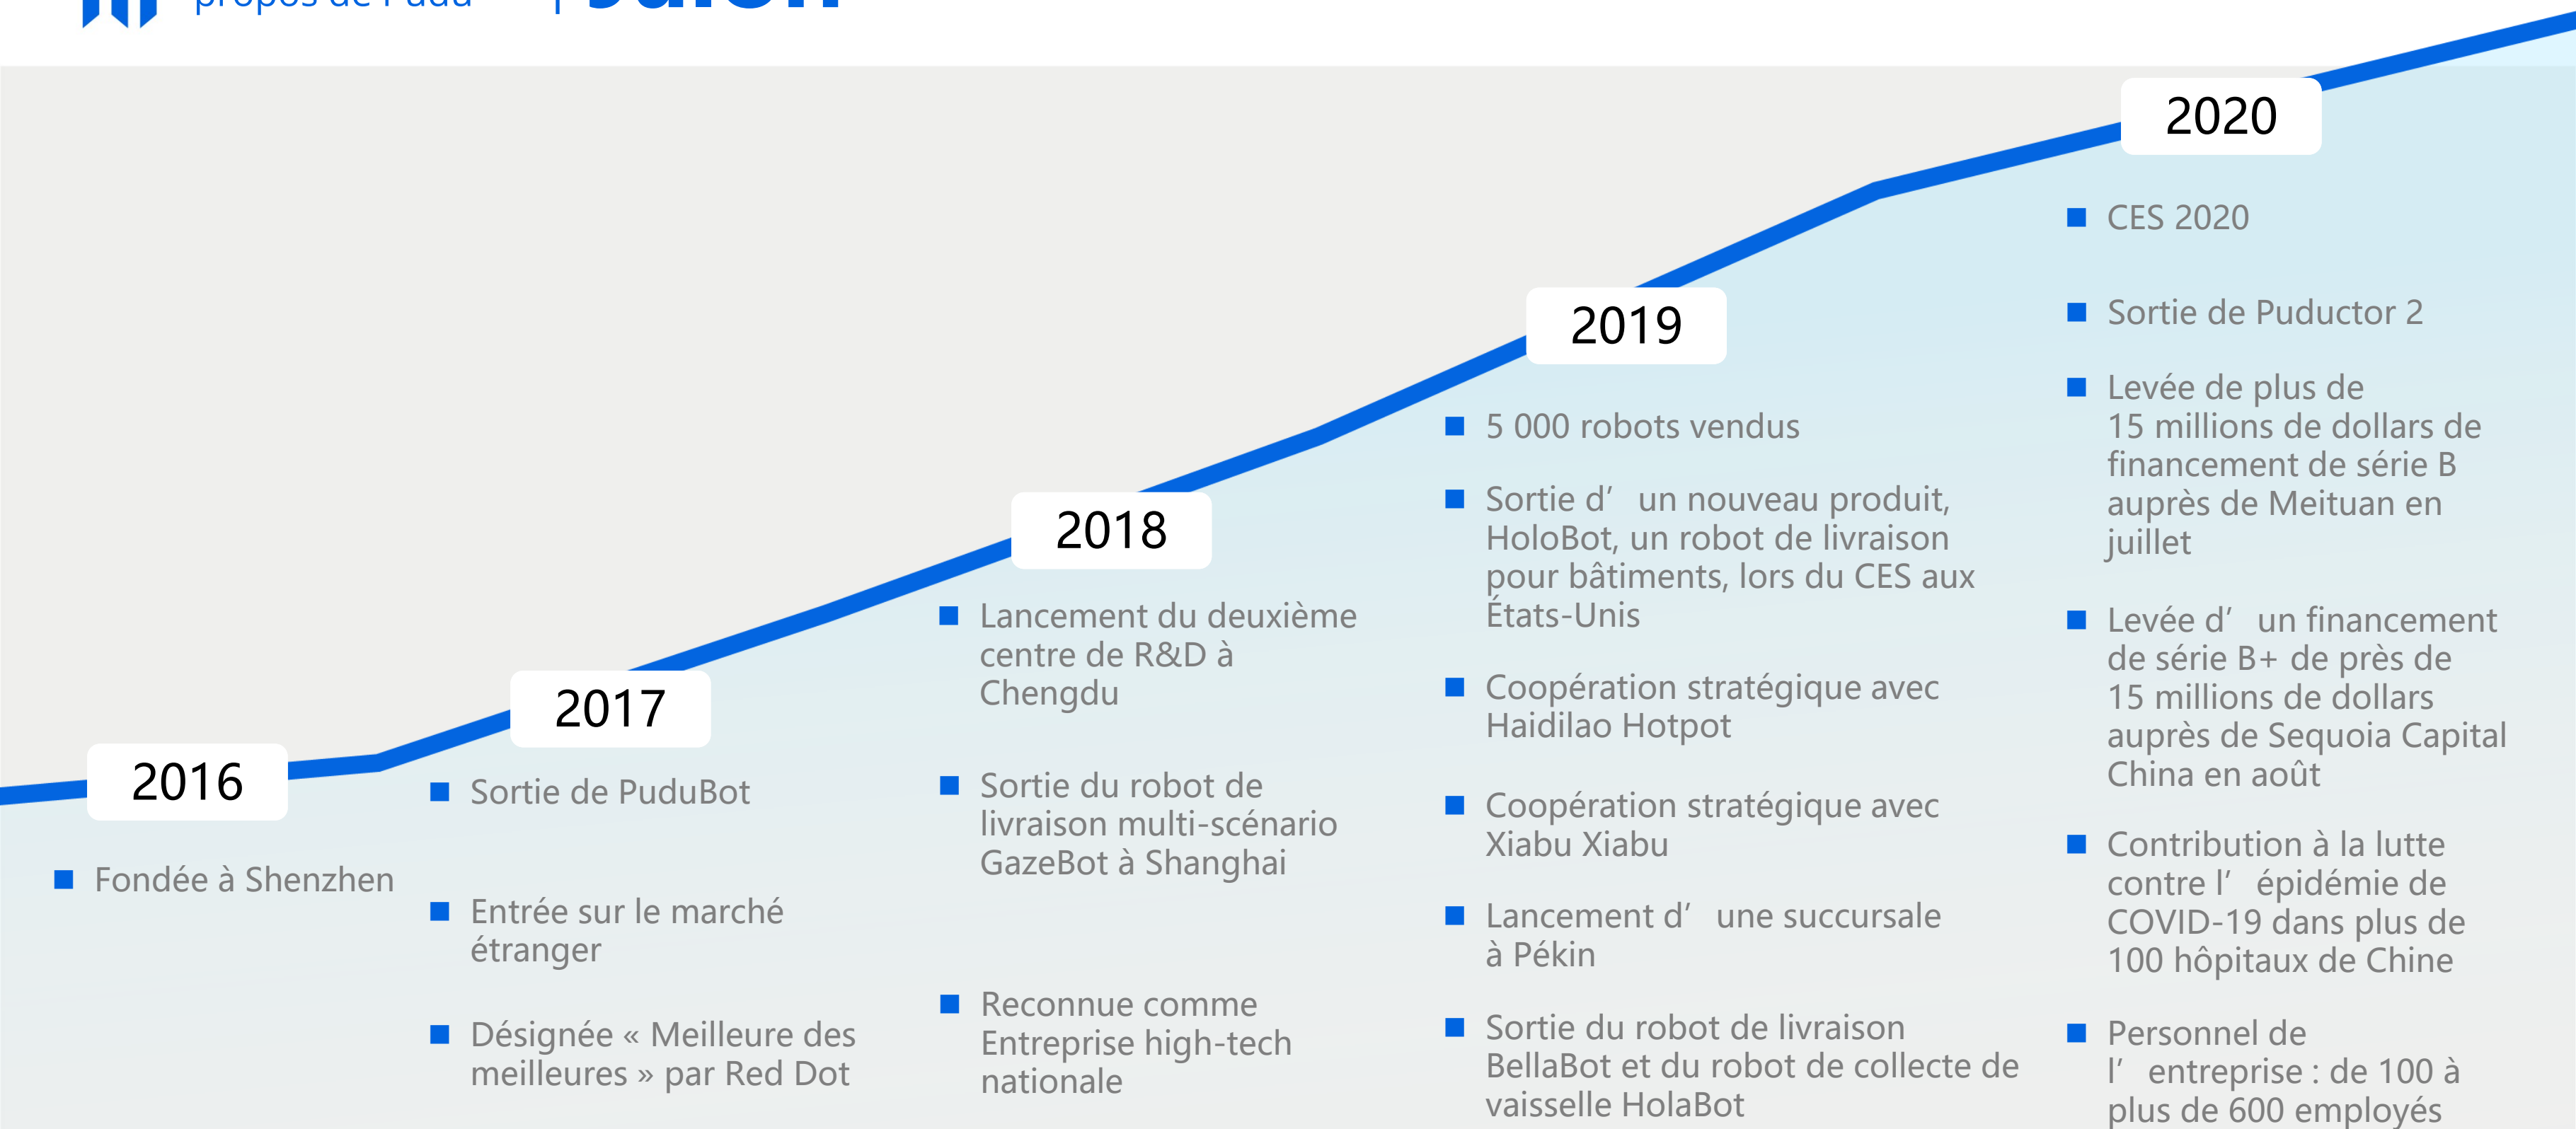 propos de Pudu | Jalon
2020
CES 2020
Sortie de Puductor 2
Levée de plus de
15 millions de dollars de
financement de série B
auprès de Meituan en
juillet
Levée d’ un financement
de série B+ de près de
15 millions de dollars
auprès de Sequoia Capital
China en août
Contribution à la lutte
contre l’ épidémie de
COVID-19 dans plus de
100 hôpitaux de Chine
Personnel de
l’ entreprise : de 100 à
plus de 600 employés
2019
5 000 robots vendus
Sortie d’ un nouveau produit,
HoloBot, un robot de livraison
pour bâtiments, lors du CES aux
États-Unis
Coopération stratégique avec
Haidilao Hotpot
Coopération stratégique avec
Xiabu Xiabu
Lancement d’ une succursale
à Pékin
Sortie du robot de livraison
BellaBot et du robot de collecte de
vaisselle HolaBot
2018
Lancement du deuxième
centre de R&D à
Chengdu
Sortie du robot de
livraison multi-scénario
GazeBot à Shanghai
Reconnue comme
Entreprise high-tech
nationale
2017
Sortie de PuduBot
Entrée sur le marché
étranger
Désignée « Meilleure des
meilleures » par Red Dot
2016
Fondée à Shenzhen